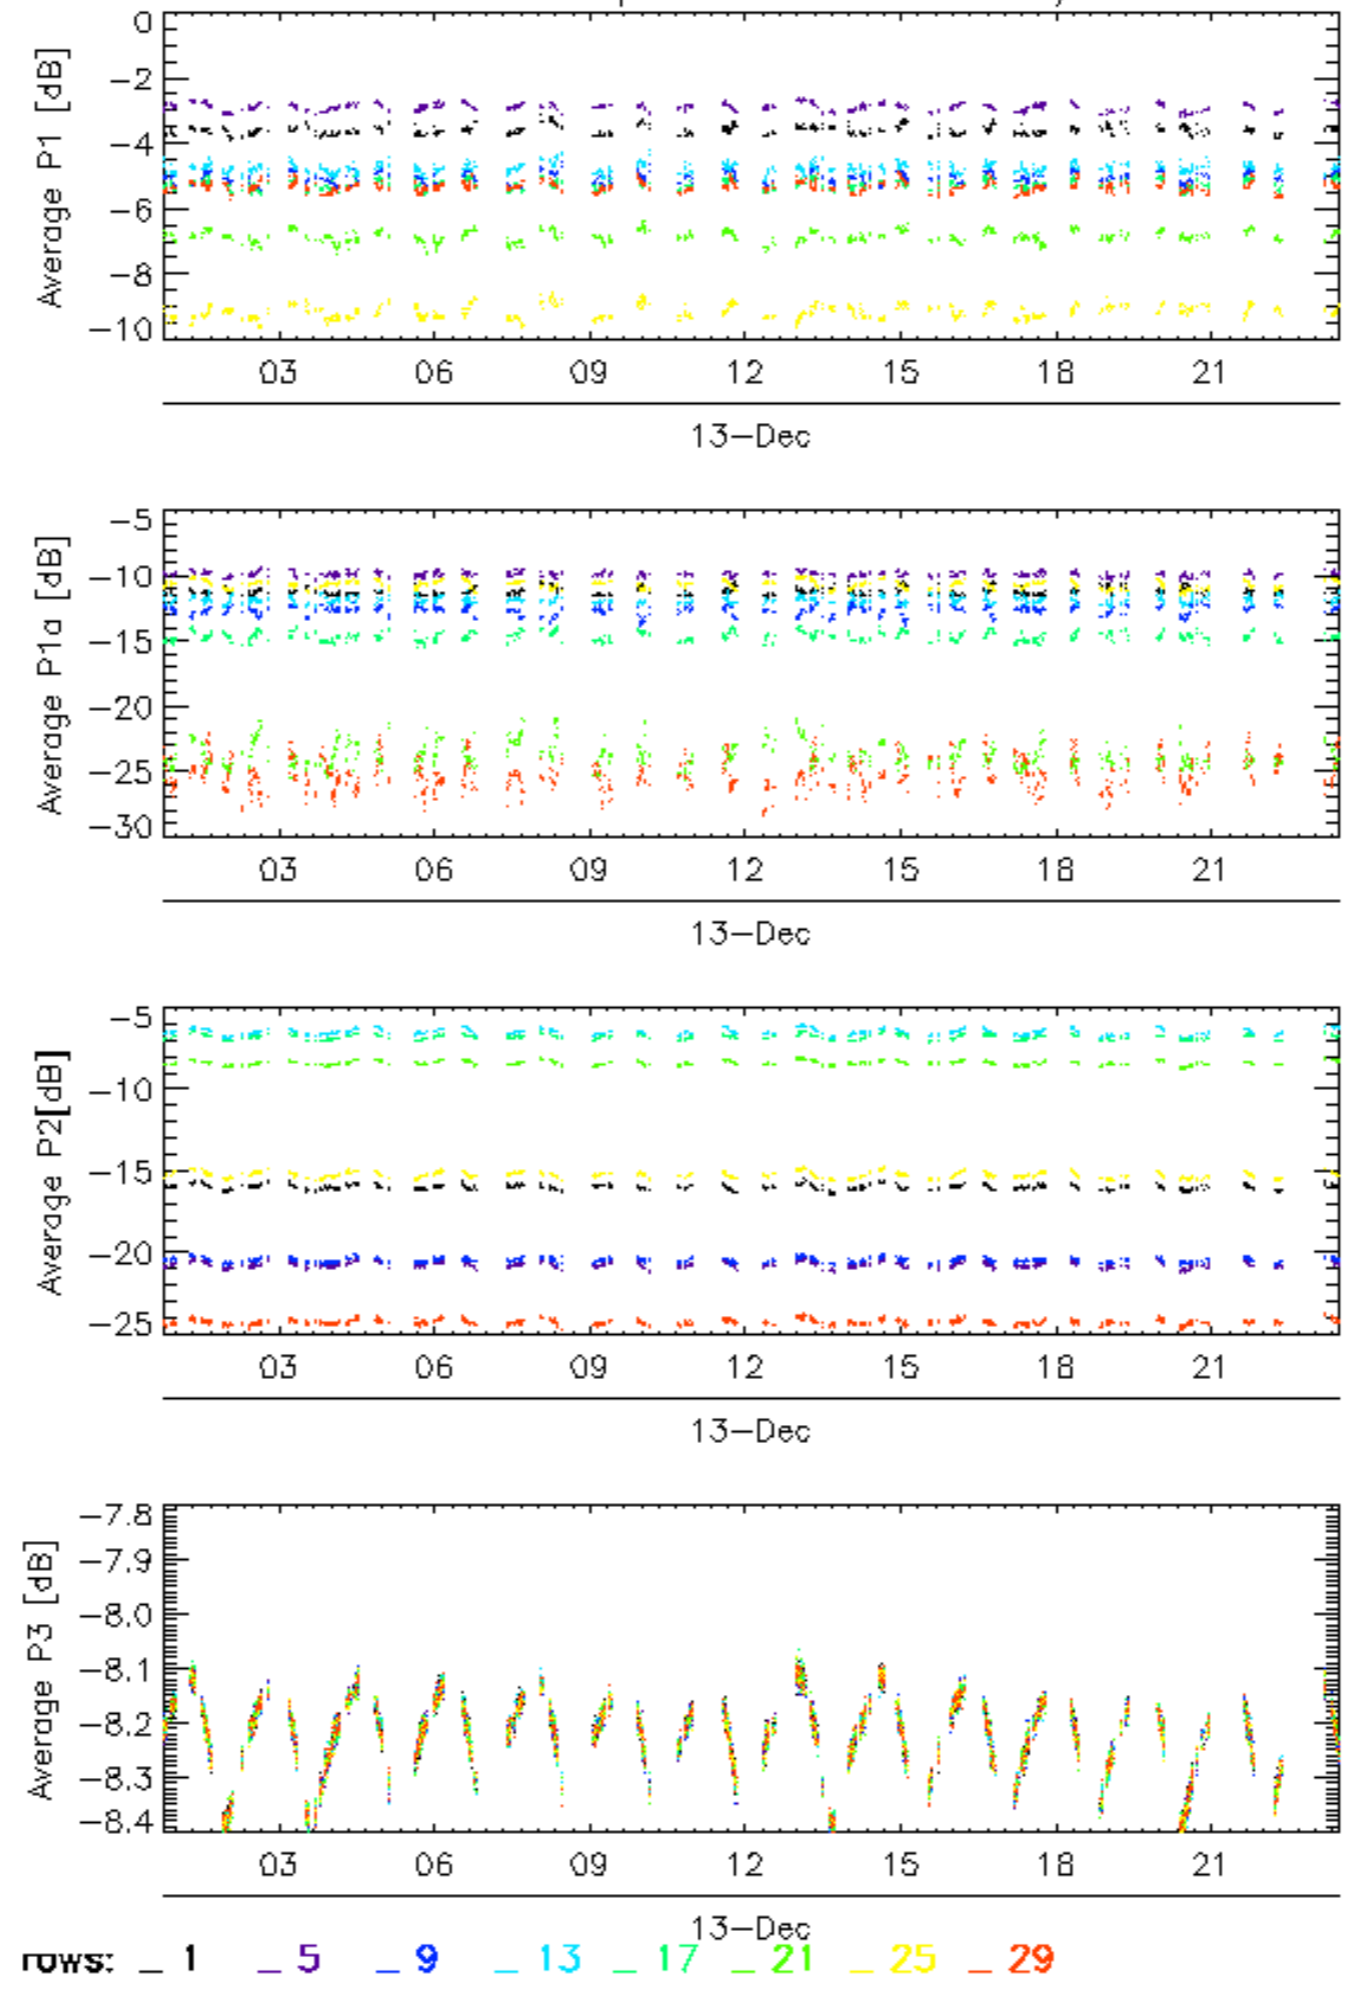 Average P1 [dB]
0
−2
−4
−6
−8
−10
03 06 09 12 15 18 21
13−Dec
Average P1a [dB]
−5
−10
−15
−20
−25
−30
03 06 09 12 15 18 21
13−Dec
Average P2[dB]
−5
−10
−15
−20
−25
03 06 09 12 15 18 21
13−Dec
Average P3 [dB]
−7.8
−7.9
−8.0
−8.1
−8.2
−8.3
−8.4
03 06 09 12 15 18 21
13−Dec
rows: _ 1 _ 5 _ 9 _ 13 _ 17 _ 21 _ 25 _ 29